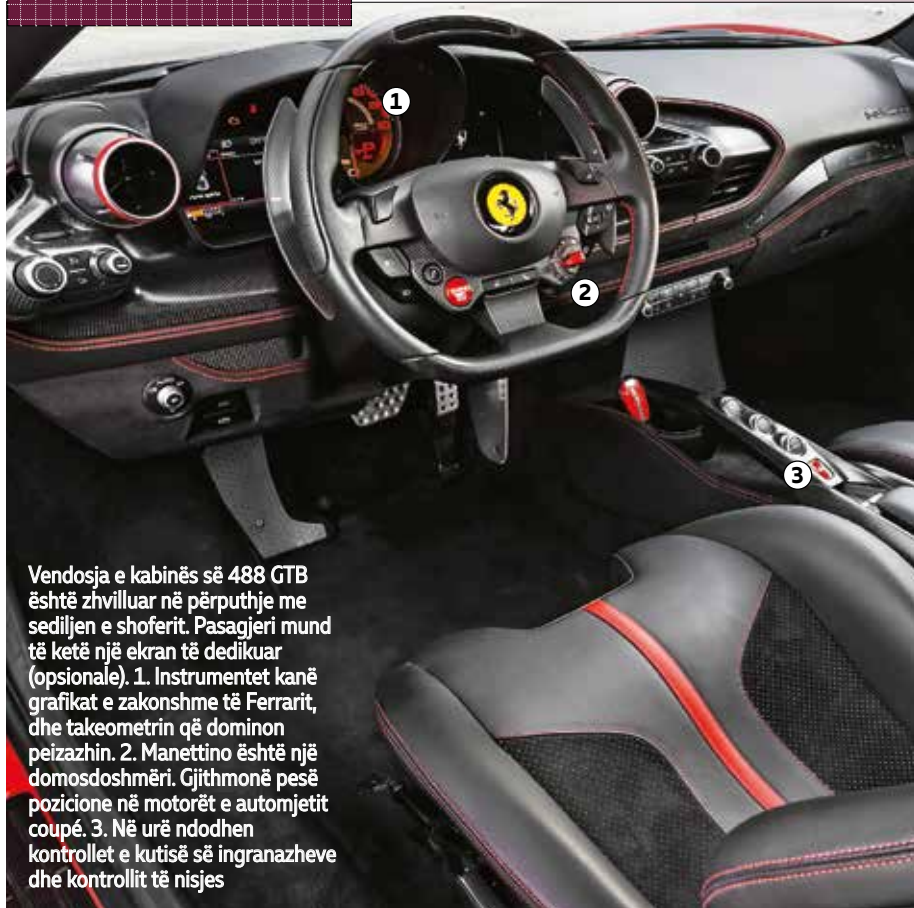 1
2
3
Vendosja e kabinës së 488 GTB
është zhvilluar në përputhje me
sediljen e shoferit. Pasagjeri mund
të ketë një ekran të dedikuar
(opsionale). 1. Instrumentet kanë
grafikat e zakonshme të Ferrarit,
dhe takeometrin që dominon
peizazhin. 2. Manettino është një
domosdoshmëri. Gjithmonë pesë
pozicione në motorët e automjetit
coupé. 3. Në urë ndodhen
kontrollet e kutisë së ingranazheve
dhe kontrollit të nisjes